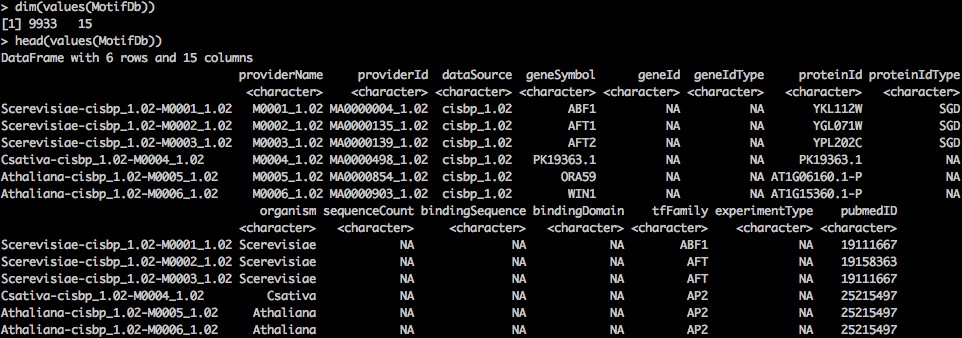 > dim(values(MotifDb))
[1] 9933   15
> head(values(MotifDb))
DataFrame with 6 rows and 15 columns
                             providerName     providerId  dataSource  geneSymbol      geneId  geneIdType     proteinId proteinIdType
                              <character>    <character> <character> <character> <character> <character>   <character>   <character>
Scerevisiae-cisbp_1.02-M0001_1.02  M0001_1.02 MA0000004_1.02  cisbp_1.02        ABF1          NA          NA       YKL112W           SGD
Scerevisiae-cisbp_1.02-M0002_1.02  M0002_1.02 MA0000135_1.02  cisbp_1.02        AFT1          NA          NA       YGL071W           SGD
Scerevisiae-cisbp_1.02-M0003_1.02  M0003_1.02 MA0000139_1.02  cisbp_1.02        AFT2          NA          NA       YPL202C           SGD
Csativa-cisbp_1.02-M0004_1.02      M0004_1.02 MA0000498_1.02  cisbp_1.02   PK19363.1          NA          NA     PK19363.1            NA
Athaliana-cisbp_1.02-M0005_1.02    M0005_1.02 MA0000854_1.02  cisbp_1.02       ORA59          NA          NA AT1G06160.1-P            NA
Athaliana-cisbp_1.02-M0006_1.02    M0006_1.02 MA0000903_1.02  cisbp_1.02        WIN1          NA          NA AT1G15360.1-P            NA
                                 organism sequenceCount bindingSequence bindingDomain    tfFamily experimentType    pubmedID
                              <character>   <character>     <character>   <character> <character>    <character> <character>
Scerevisiae-cisbp_1.02-M0001_1.02 Scerevisiae            NA              NA            NA        ABF1             NA    19111667
Scerevisiae-cisbp_1.02-M0002_1.02 Scerevisiae            NA              NA            NA         AFT             NA    19158363
Scerevisiae-cisbp_1.02-M0003_1.02 Scerevisiae            NA              NA            NA         AFT             NA    19111667
Csativa-cisbp_1.02-M0004_1.02         Csativa            NA              NA            NA         AP2             NA    25215497
Athaliana-cisbp_1.02-M0005_1.02     Athaliana            NA              NA            NA         AP2             NA    25215497
Athaliana-cisbp_1.02-M0006_1.02     Athaliana            NA              NA            NA         AP2             NA    25215497